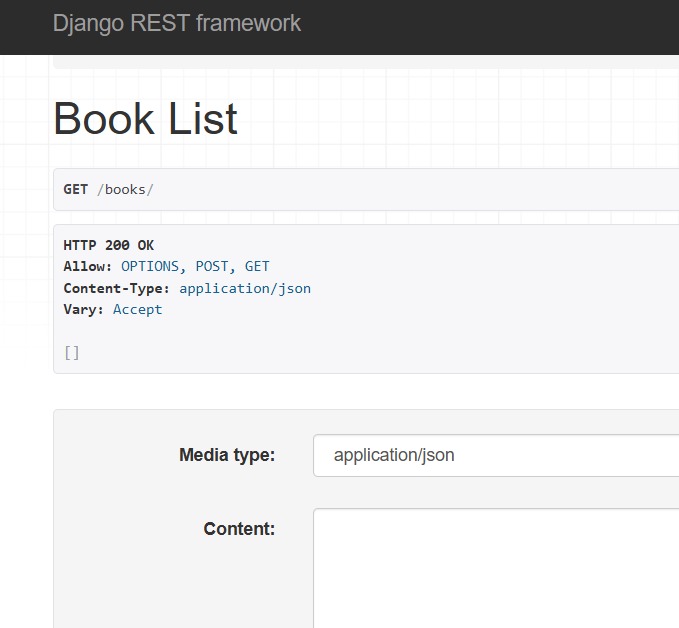 Django REST framework
Book List
GET /books/
HTTP 200 OK
Allow: OPTIONS, POST, GET
Content-Type: application/json
Vary: Accept
[]
Media type: application/json
Content: